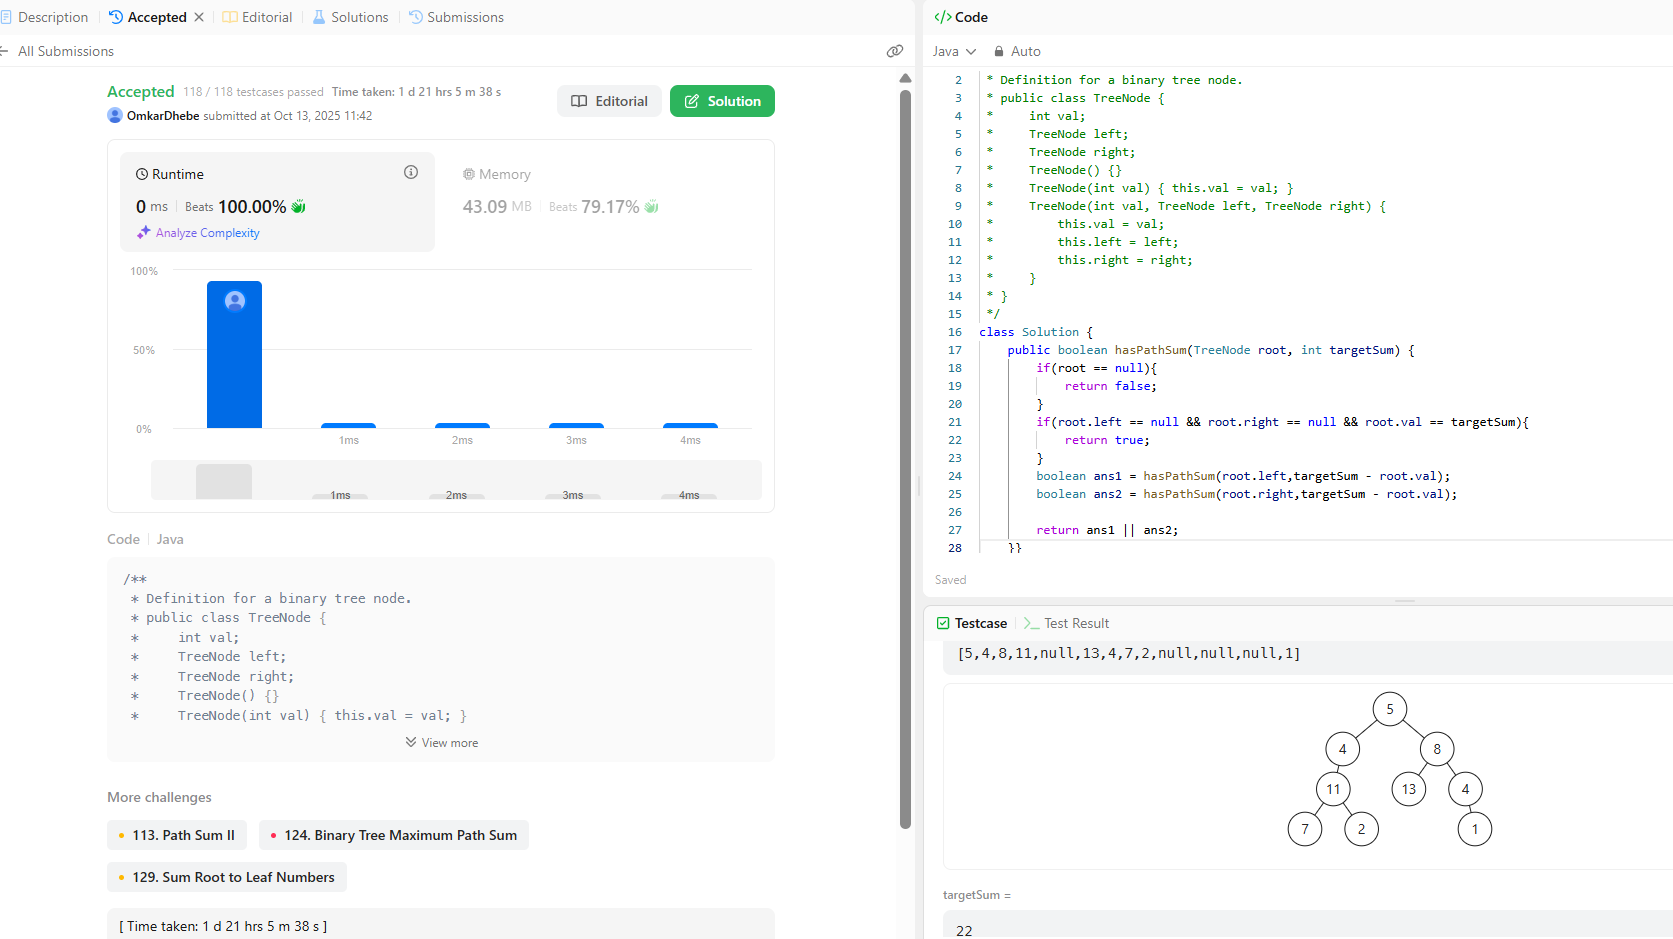 Description
Accepted
Editorial
Solutions
Submissions
All Submissions
Accepted 118 / 118 testcases passed Time taken: 1 d 21 hrs 5 m 38 s
OmkarDhebe submitted at Oct 13, 2025 11:42
Editorial
Solution
Runtime
0 ms Beats 100.00%
Analyze Complexity
Memory
43.09 MB Beats 79.17%
100%
50%
0%
1ms 2ms 3ms 4ms
1ms 2ms 3ms 4ms
Code Java
/**
* Definition for a binary tree node.
* public class TreeNode {
*     int val;
*     TreeNode left;
*     TreeNode right;
*     TreeNode() {}
*     TreeNode(int val) { this.val = val; }
View more
More challenges
113. Path Sum II
124. Binary Tree Maximum Path Sum
129. Sum Root to Leaf Numbers
[ Time taken: 1 d 21 hrs 5 m 38 s ]
</> Code
Java Auto
2 * Definition for a binary tree node.
3 * public class TreeNode {
4 *     int val;
5 *     TreeNode left;
6 *     TreeNode right;
7 *     TreeNode() {}
8 *     TreeNode(int val) { this.val = val; }
9 *     TreeNode(int val, TreeNode left, TreeNode right) {
10 *         this.val = val;
11 *         this.left = left;
12 *         this.right = right;
13 *     }
14 * }
15 */
16 class Solution {
17     public boolean hasPathSum(TreeNode root, int targetSum) {
18         if(root == null){
19             return false;
20         }
21         if(root.left == null && root.right == null && root.val == targetSum){
22             return true;
23         }
24         boolean ans1 = hasPathSum(root.left,targetSum - root.val);
25         boolean ans2 = hasPathSum(root.right,targetSum - root.val);
26
27         return ans1 || ans2;
28     }}
Saved
Testcase
Test Result
[5,4,8,11,null,13,4,7,2,null,null,null,1]
5
4 8
11 13 4
7 2 1
targetSum =
22